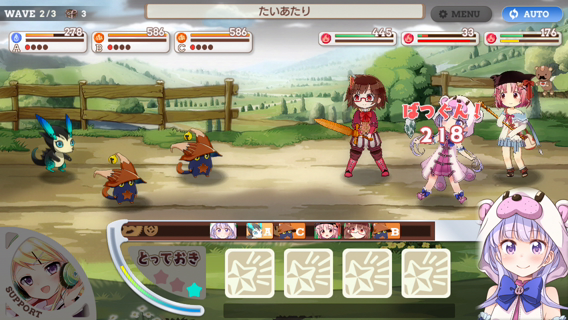 WAVE 2/3 3
たいあたり
MENU
AUTO
278
A
586
B
586
C
445
33
176
ばつぐん!
218
A
C
B
とっておき
SUPPORT